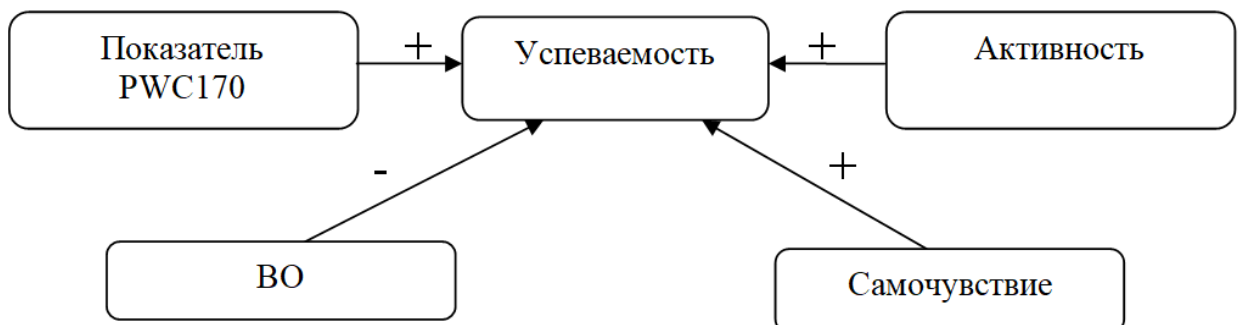 Показатель
PWC170
+
Успеваемость
+
Активность
-
+
ВО
Самочувствие